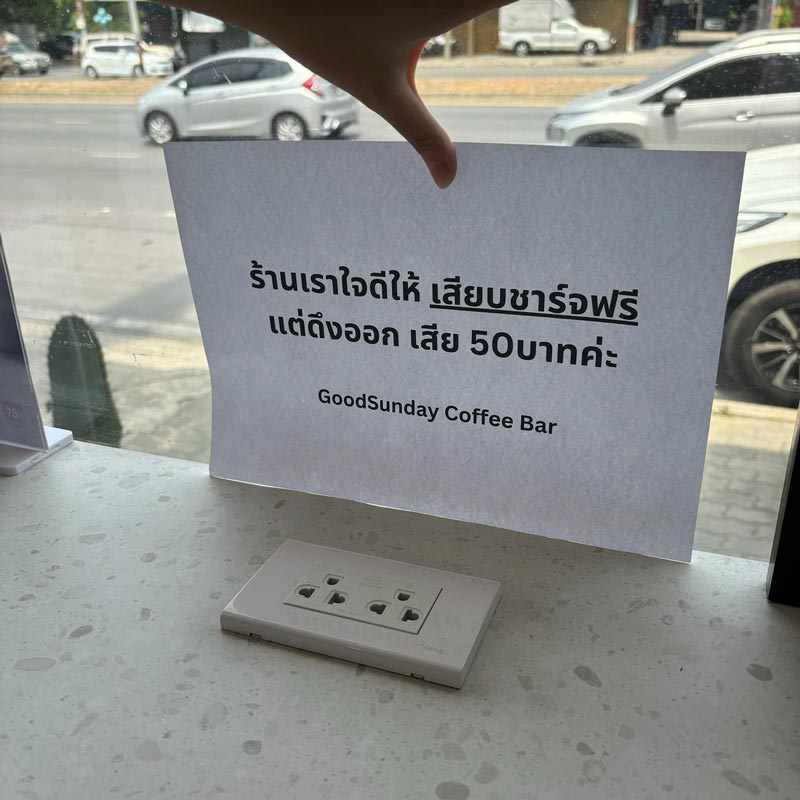 ร้านเราใจดีให้ เสียบชาร์จฟรี
แต่ดึงออก เสีย 50บาทค่ะ
GoodSunday Coffee Bar